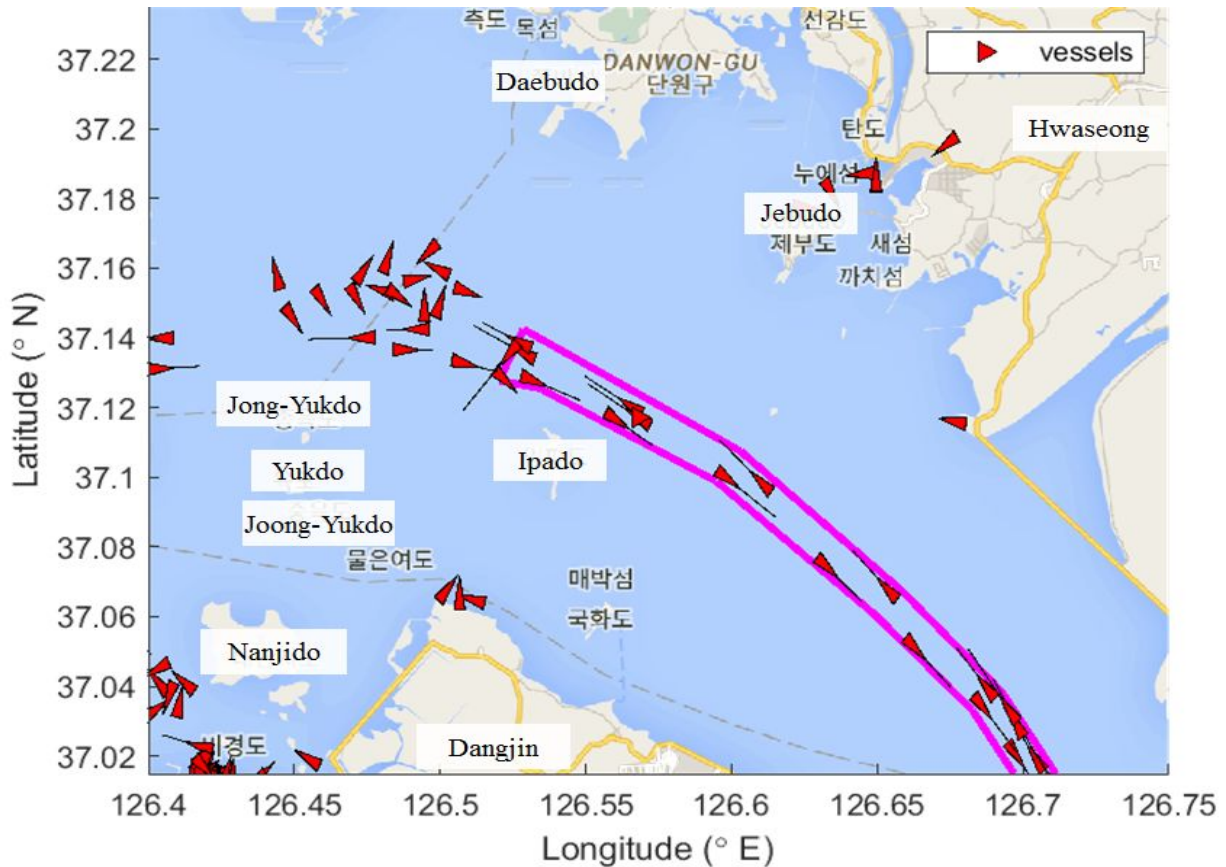 측도
목섬
선감도
vessels
DANWON-GU
단원구
Daebudo
탄도
Hwaseong
누에섬
Jebudo
제부도
새섬
까치섬
Jong-Yukdo
Yukdo
Ipado
Joong-Yukdo
물은여도
매박섬
국화도
Nanjido
비경도
Dangjin
37.22
37.2
37.18
37.16
37.14
37.12
37.1
37.08
37.06
37.04
37.02
Latitude (° N)
126.4
126.45
126.5
126.55
126.6
126.65
126.7
126.75
Longitude (° E)